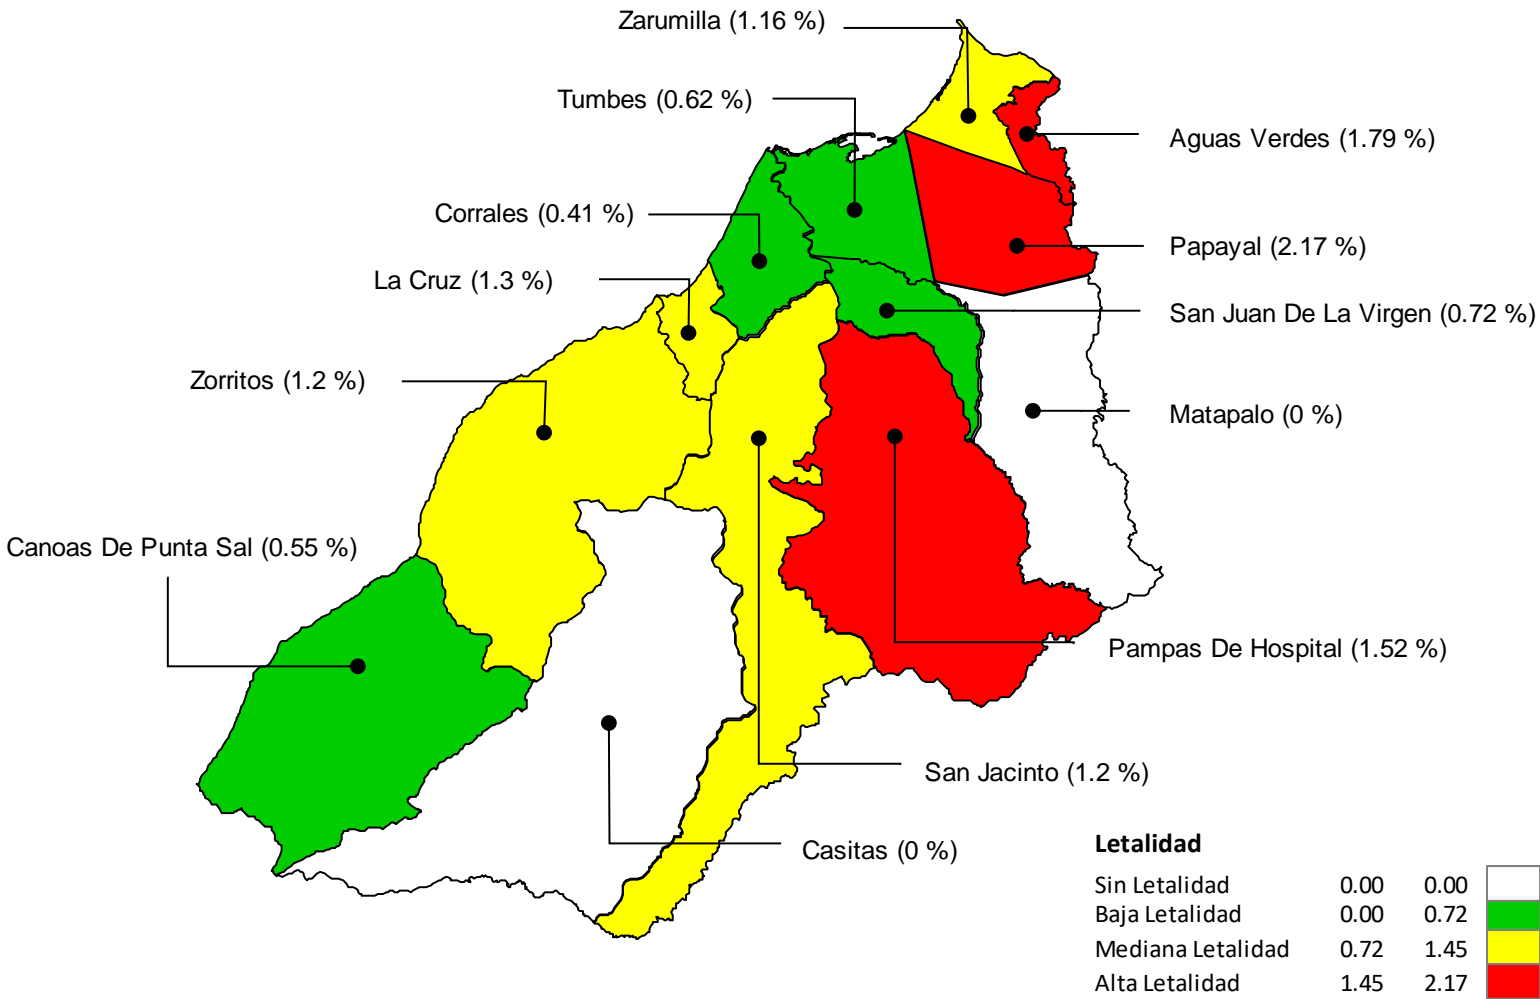 Zarumilla (1.16 %)
Tumbes (0.62 %)
Aguas Verdes (1.79 %)
Corrales (0.41 %)
Papayal (2.17 %)
La Cruz (1.3 %)
San Juan De La Virgen (0.72 %)
Zorritos (1.2 %)
Matapalo (0 %)
Canoas De Punta Sal (0.55 %)
Pampas De Hospital (1.52 %)
San Jacinto (1.2 %)
Casitas (0 %)
Letalidad
Sin Letalidad 0.00 0.00
Baja Letalidad 0.00 0.72
Mediana Letalidad 0.72 1.45
Alta Letalidad 1.45 2.17